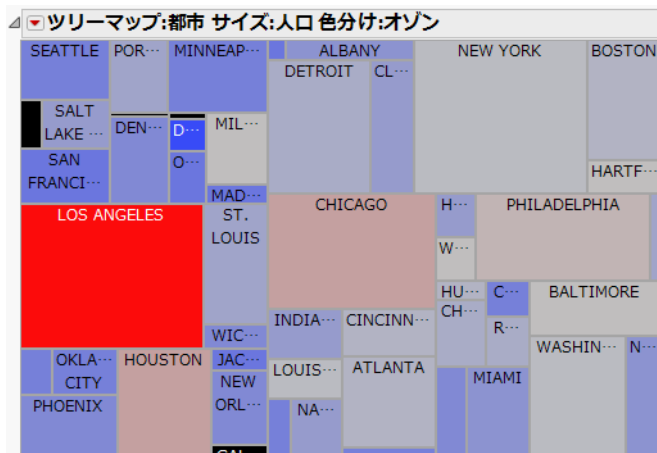 ツリーマップ:都市 サイズ:人口 色分け:オゾン
SEATTLE
POR…
MINNEAP…
ALBANY
NEW YORK
BOSTON
DETROIT
CL…
SALT
LAKE …
DEN…
D…
MIL…
SAN
FRANCI…
O…
HARTF…
MAD…
LOS ANGELES
ST.
LOUIS
CHICAGO
H…
PHILADELPHIA
W…
HU…
C…
BALTIMORE
CH…
INDIA…
CINCINN…
R…
WIC…
WASHIN…
N…
OKLA…
CITY
HOUSTON
JAC…
LOUIS…
ATLANTA
NEW
ORL…
MIAMI
PHOENIX
NA…